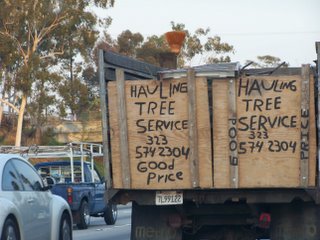 HAULING
TREE
SERVICE
323
574 2304
GOOD
PRICE
HAULING
TREE
SERVICE
323
574 2304
GOOD
PRICE